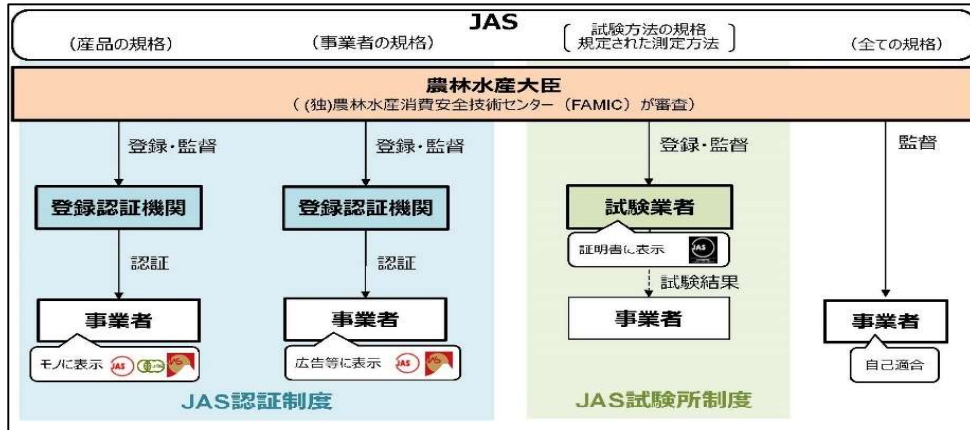 JAS
(産品の規格)
(事業者の規格)
試験方法の規格
規定された測定方法
(全ての規格)
農林水産大臣
( (独)農林水産消費安全技術センター (FAMIC) が審査)
登録・監督
登録・監督
登録・監督
監督
登録認証機関
登録認証機関
試験業者
証明書に表示 JAS
認証
認証
試験結果
事業者
事業者
事業者
事業者
モノに表示 JAS
広告等に表示 JAS
自己適合
JAS認証制度
JAS試験所制度